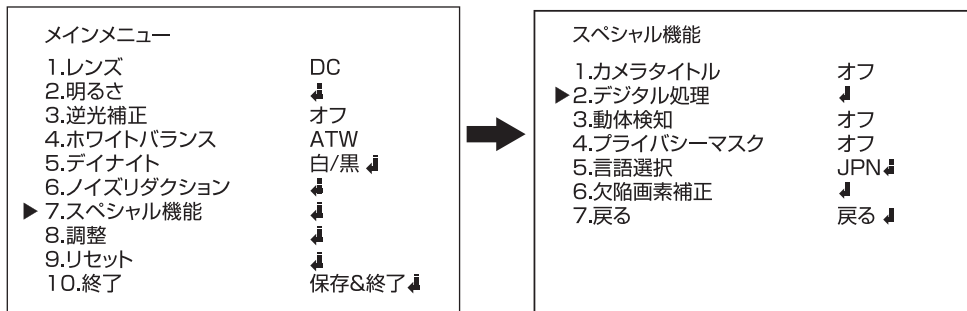 メインメニュー
1.レンズ DC
2.明るさ ↲
3.逆光補正 オフ
4.ホワイトバランス ATW
5.デイナイト 白/黒 ↲
6.ノイズリダクション ↲
▶ 7.スペシャル機能 ↲
8.調整 ↲
9.リセット ↲
10.終了 保存&終了↲
スペシャル機能
1.カメラタイトル オフ
▶ 2.デジタル処理 ↲
3.動体検知 オフ
4.プライバシーマスク オフ
5.言語選択 JPN↲
6.欠陥画素補正 ↲
7.戻る 戻る ↲